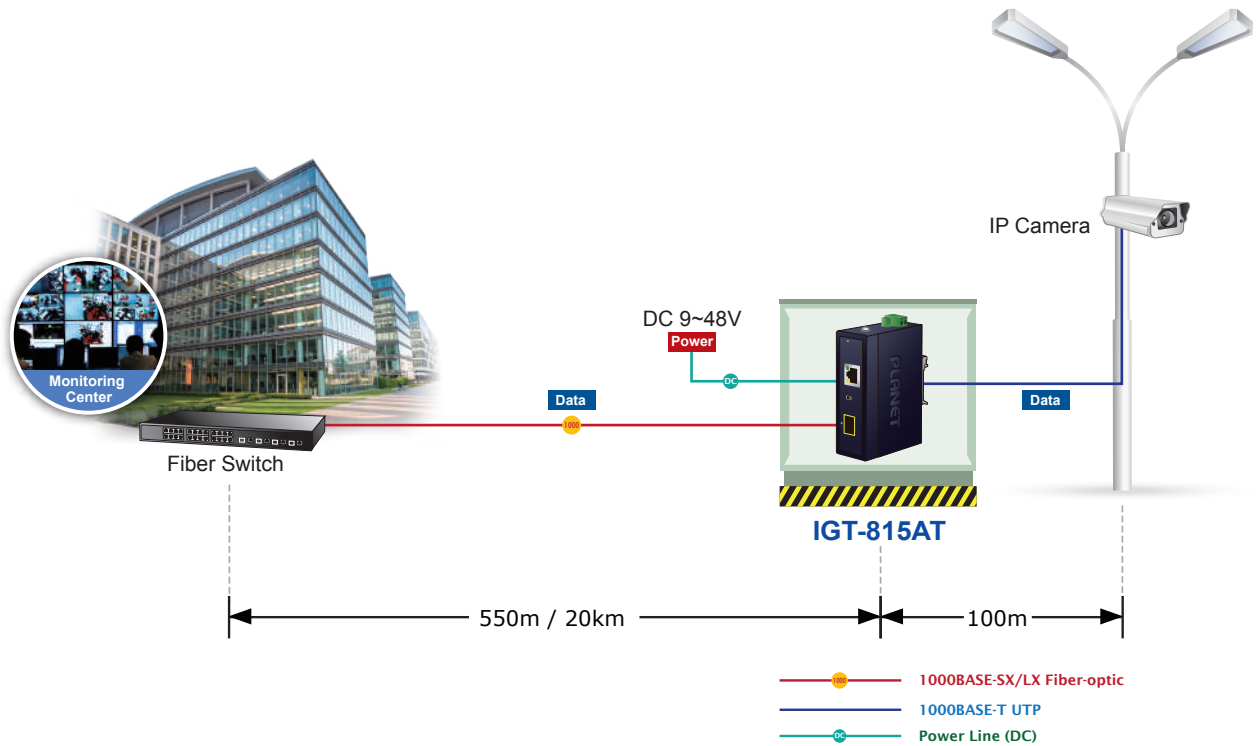 IP Camera
DC 9~48V
Power
DC
PLANET
Monitoring
Center
Data
1000
Data
Fiber Switch
IGT-815AT
550m / 20km
100m
1000
1000BASE-SX/LX Fiber-optic
1000BASE-T UTP
DC
Power Line (DC)